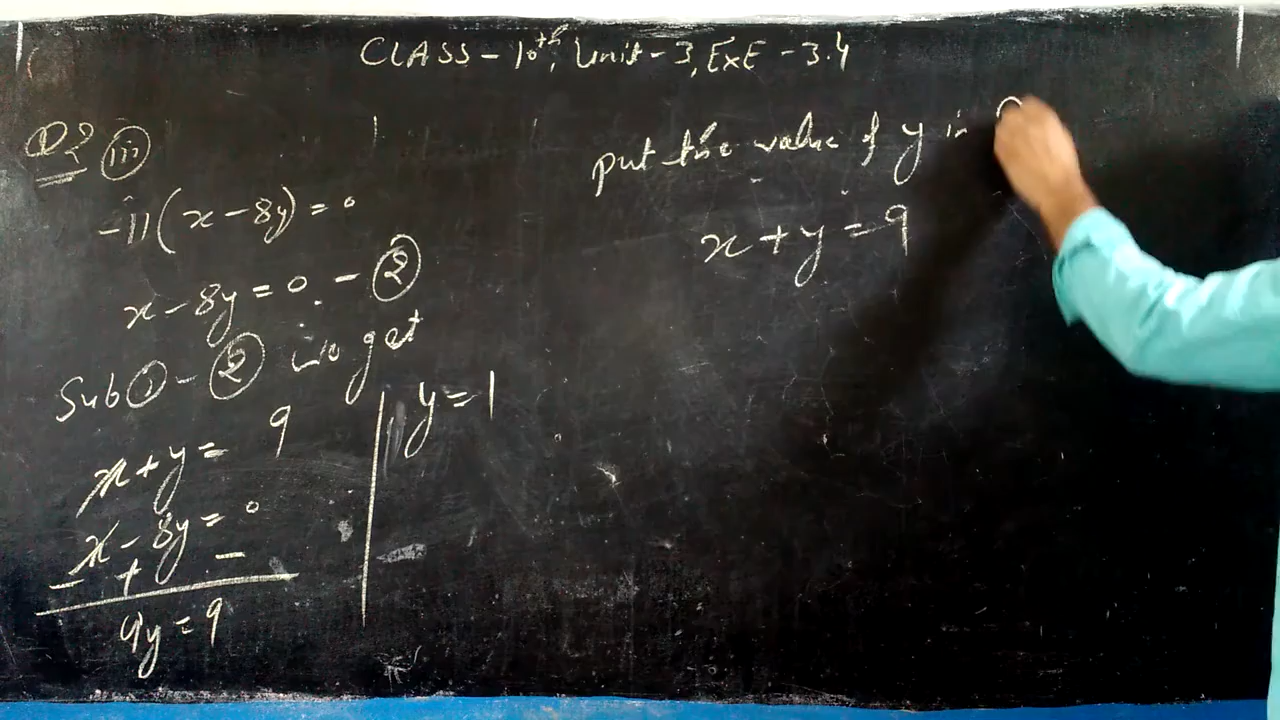 CLASS - 10th, Unit - 3, EXE - 3.4
Q2 (iii)
-11(x - 8y) = 0
x - 8y = 0. - (2)
Sub (1) - (2) we get
x + y = 9
x - 8y = 0
- + -
9y = 9
y = 1
put the value of y in
x + y = 9